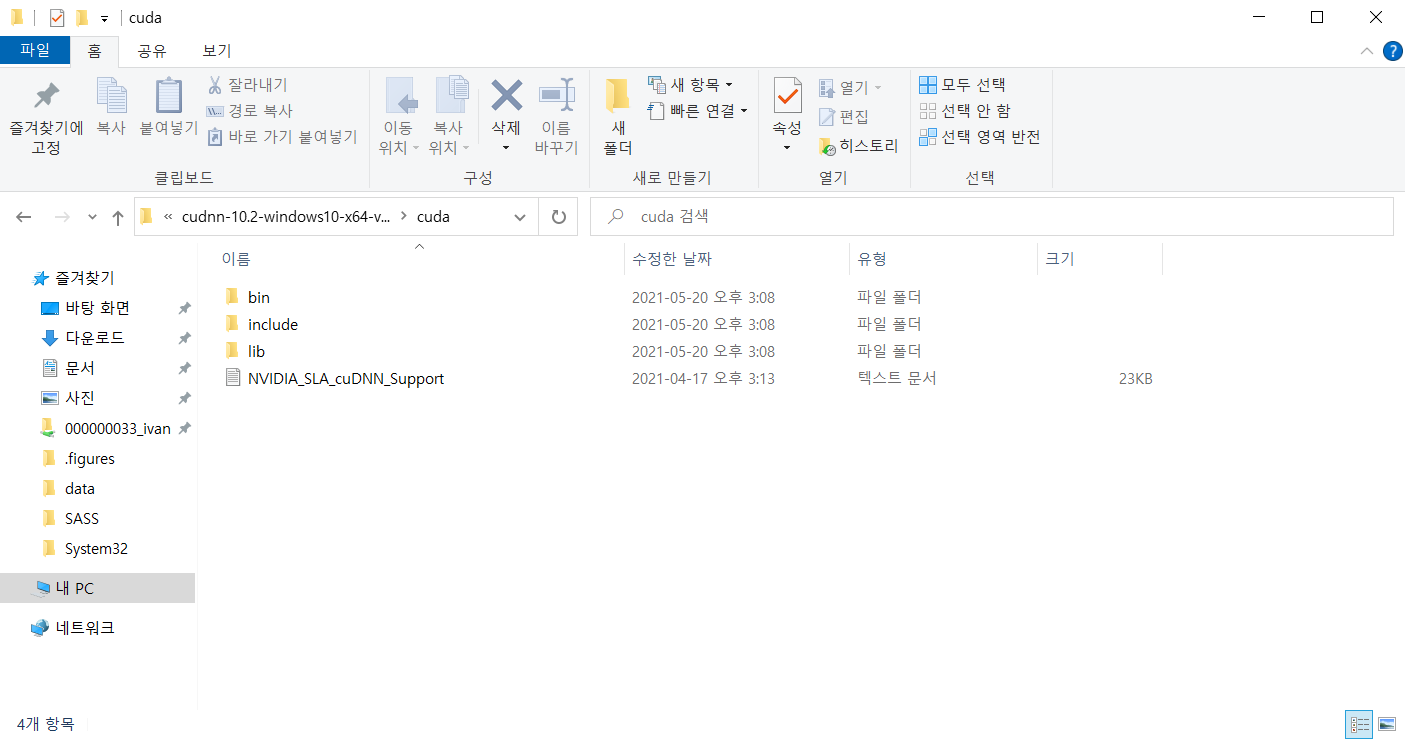 cuda
파일 홈 공유 보기
즐겨찾기에 고정
복사
붙여넣기
잘라내기
경로 복사
바로 가기 붙여넣기
클립보드
이동 위치
복사 위치
삭제
이름 바꾸기
구성
새 폴더
새 항목
빠른 연결
새로 만들기
속성
열기
편집
히스토리
열기
모두 선택
선택 안 함
선택 영역 반전
선택
« cudnn-10.2-windows10-x64-v... > cuda
cuda 검색
이름 수정한 날짜 유형 크기
bin 2021-05-20 오후 3:08 파일 폴더
include 2021-05-20 오후 3:08 파일 폴더
lib 2021-05-20 오후 3:08 파일 폴더
NVIDIA_SLA_cuDNN_Support 2021-04-17 오후 3:13 텍스트 문서 23KB
즐겨찾기
바탕 화면
다운로드
문서
사진
000000033_ivan
.figures
data
SASS
System32
내 PC
네트워크
4개 항목